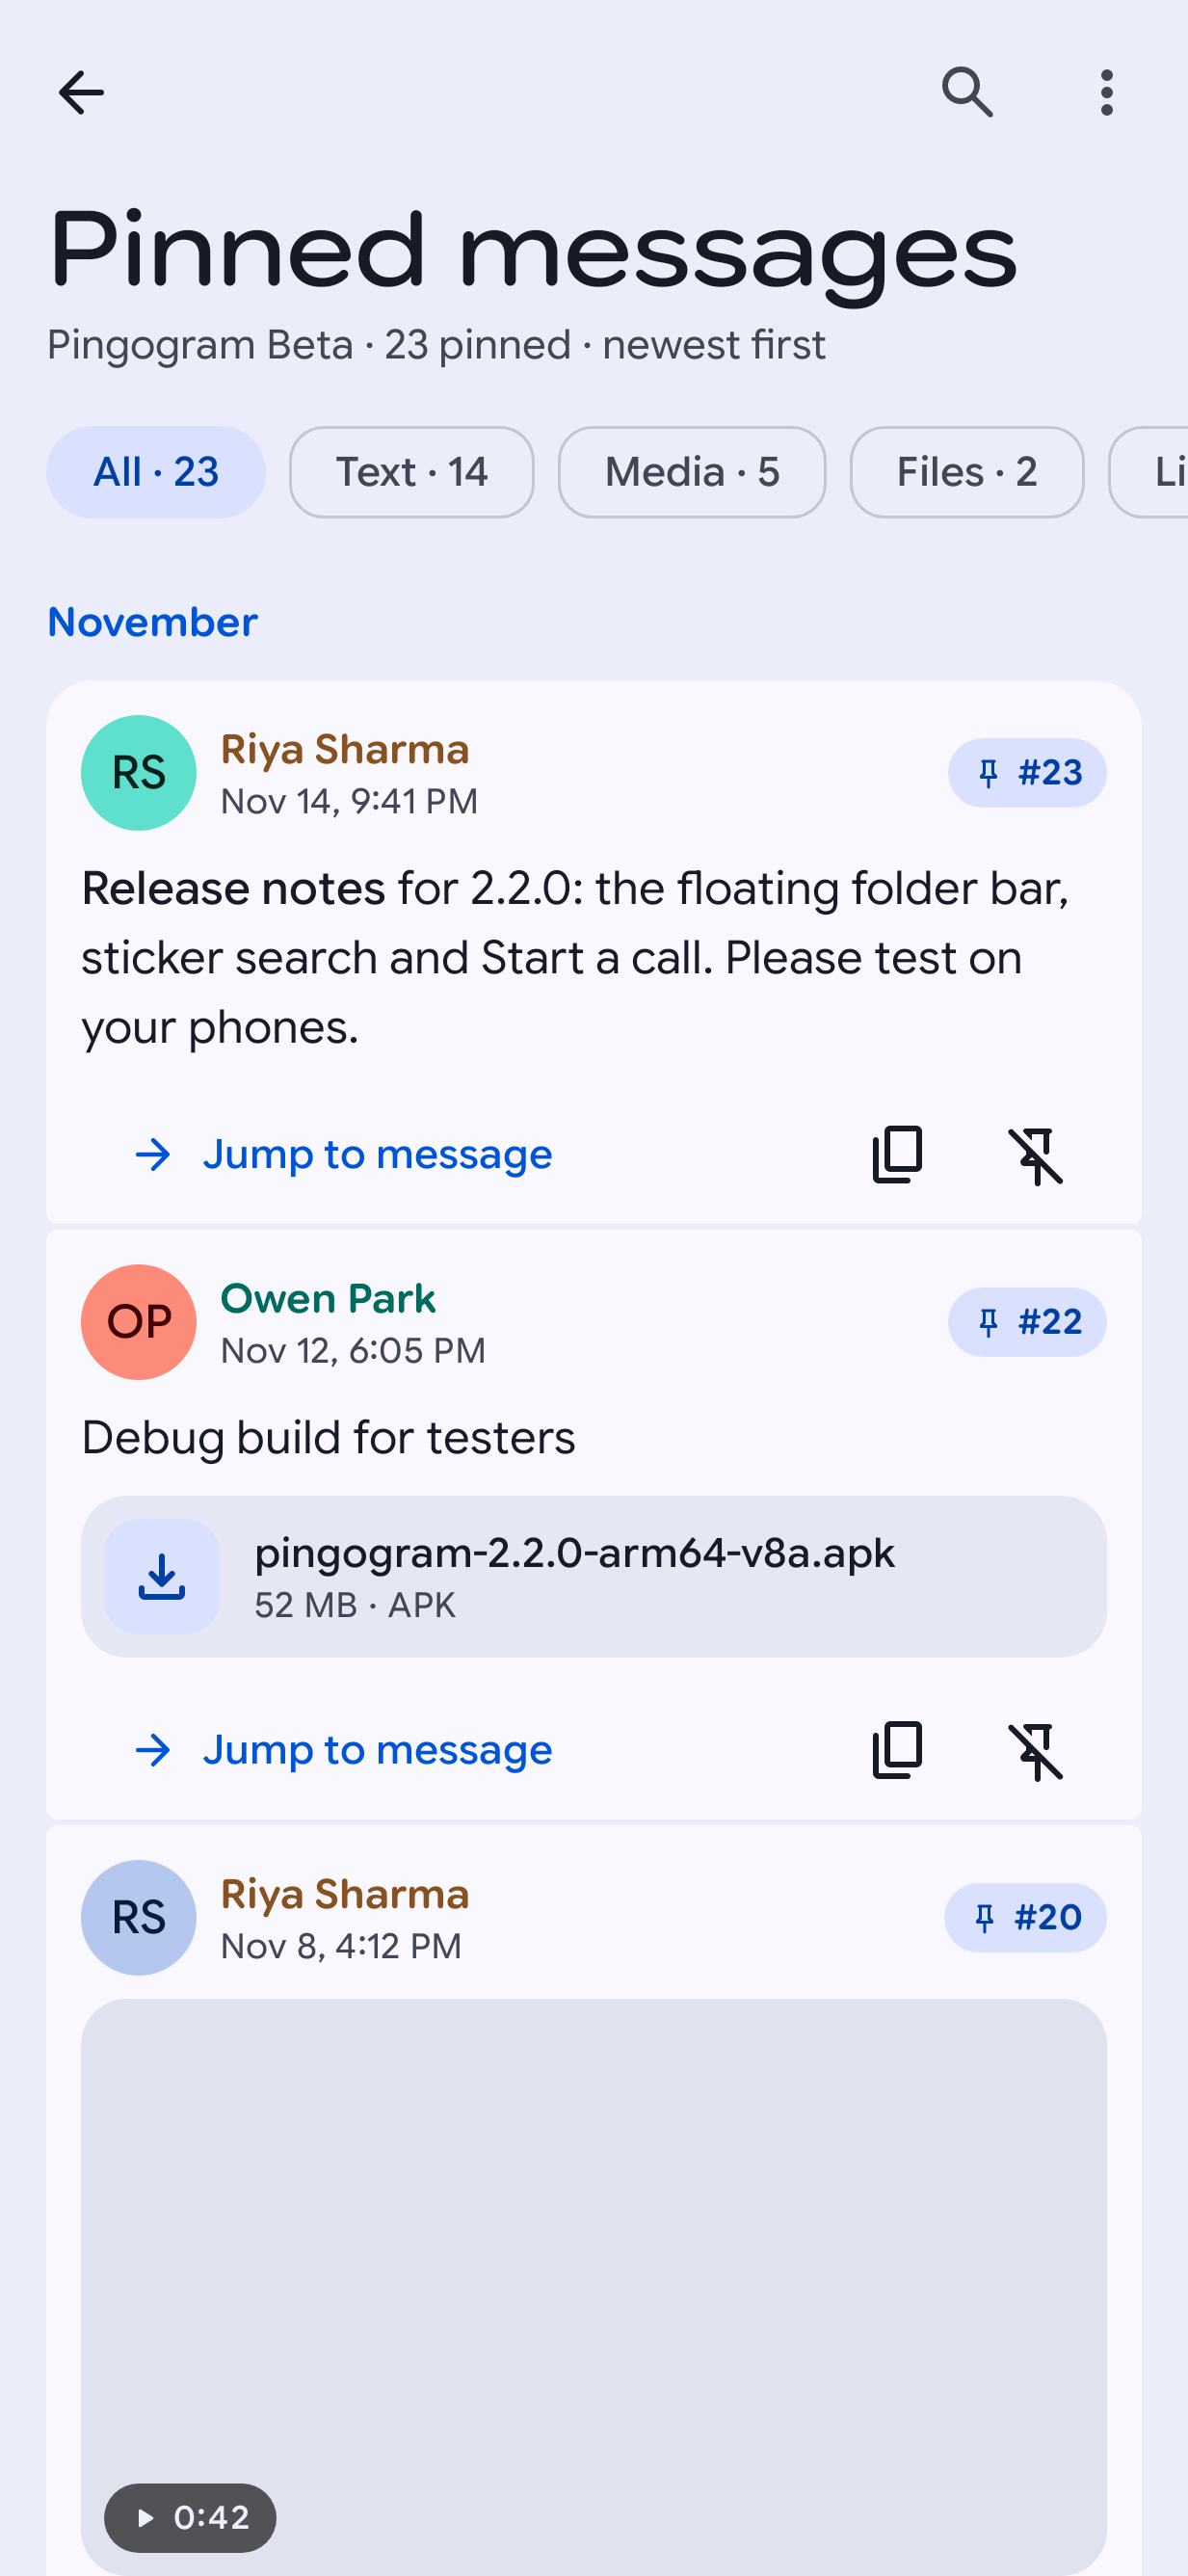 Pinned messages
Pingogram Beta · 23 pinned · newest first
All · 23
Text · 14
Media · 5
Files · 2
Li
November
RS
Riya Sharma
Nov 14, 9:41 PM
#23
Release notes for 2.2.0: the floating folder bar,
sticker search and Start a call. Please test on
your phones.
Jump to message
OP
Owen Park
Nov 12, 6:05 PM
#22
Debug build for testers
pingogram-2.2.0-arm64-v8a.apk
52 MB · APK
Jump to message
RS
Riya Sharma
Nov 8, 4:12 PM
#20
0:42